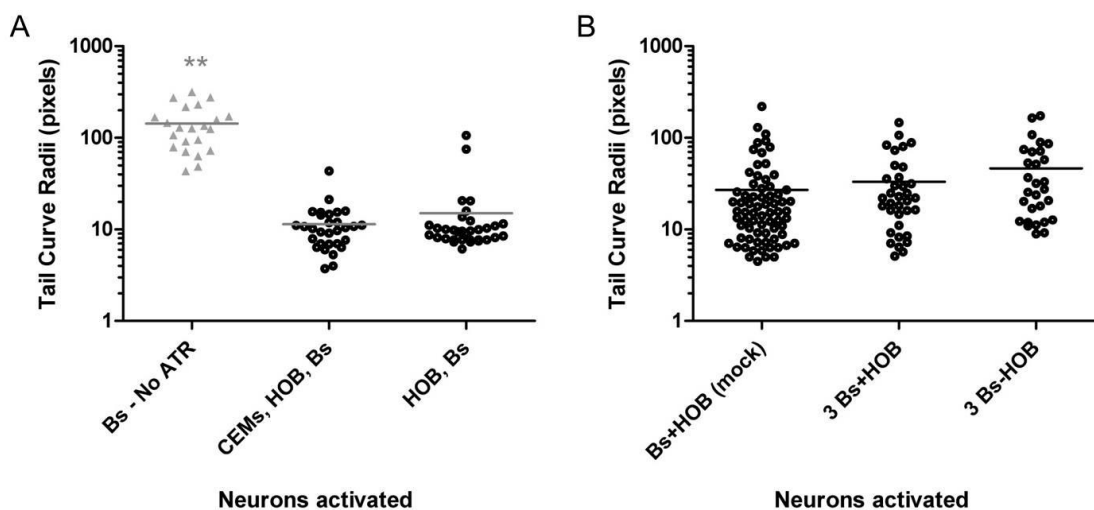 A
Tail Curve Radii (pixels)
1000
100
10
1
**
Bs - No ATR
CEMs, HOB, Bs
HOB, Bs
Neurons activated
B
Tail Curve Radii (pixels)
1000
100
10
1
Bs+HOB (mock)
3 Bs+HOB
3 Bs-HOB
Neurons activated